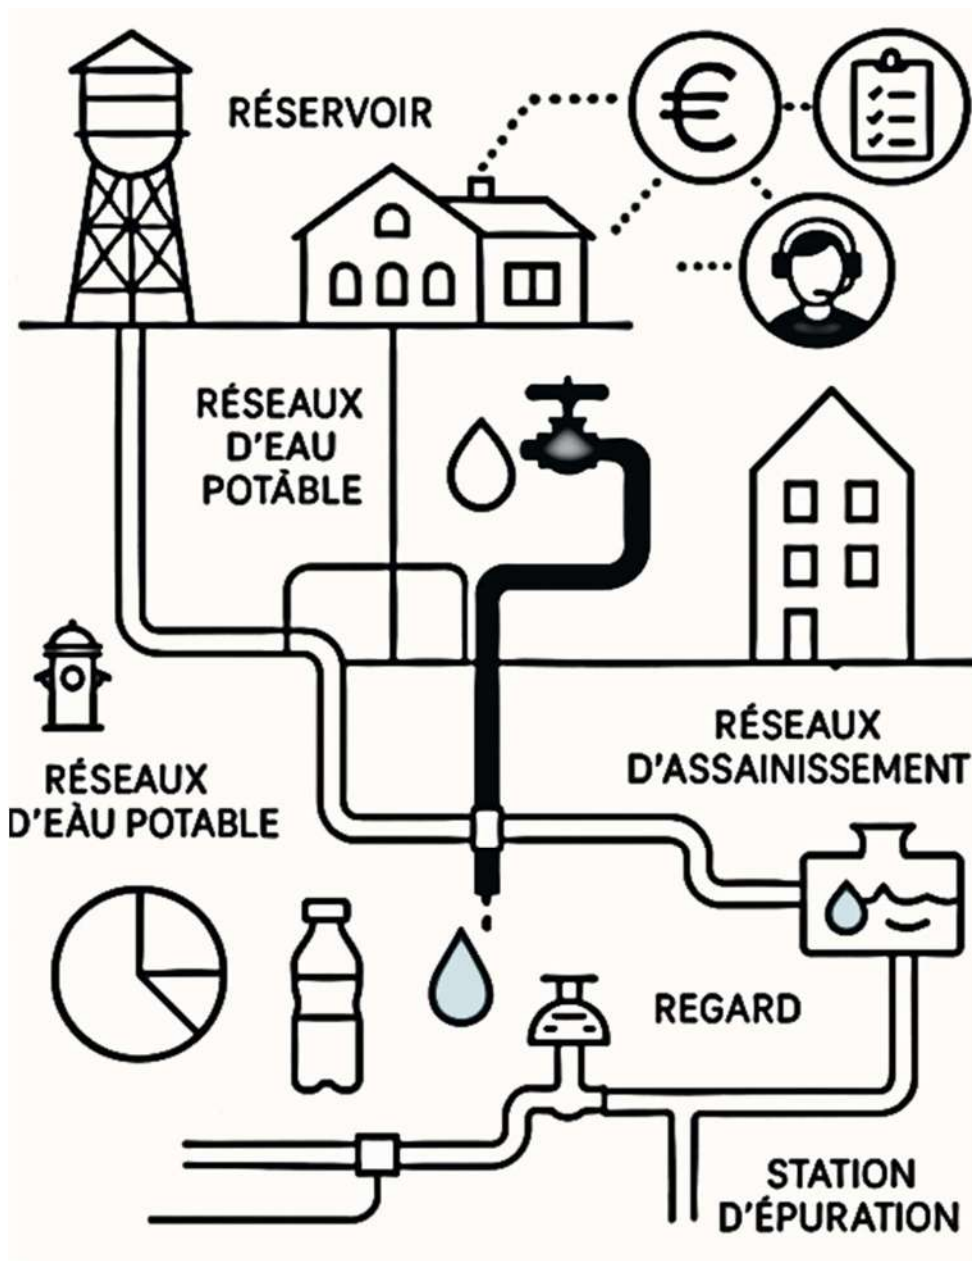 RÉSERVOIR
€
RÉSEAUX
D'EAU
POTÀBLE
RÉSEAUX
D'ASSAINISSEMENT
RÉSEAUX
D'EÀU POTABLE
REGARD
STATION
D'ÉPURATION